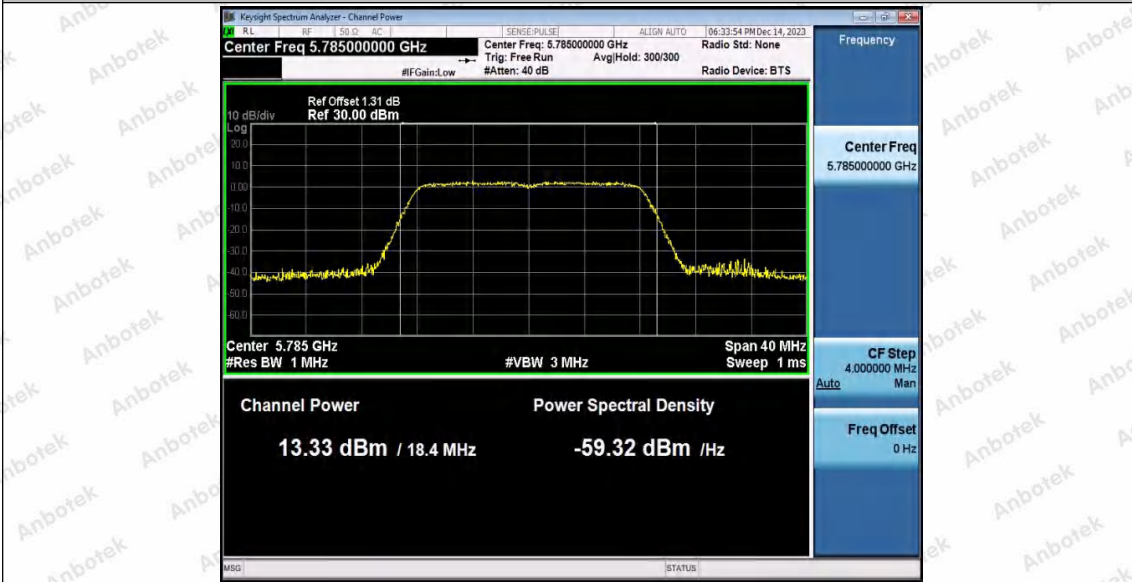 Keysight Spectrum Analyzer - Channel Power
RL RF 50 Ω AC SENSE:PULSE ALIGN AUTO 06:33:54 PM Dec 14, 2023
Center Freq 5.785000000 GHz
Center Freq: 5.785000000 GHz
Radio Std: None
Trig: Free Run Avg|Hold: 300/300
#IFGain:Low
#Atten: 40 dB
Radio Device: BTS
Ref Offset 1.31 dB
10 dB/div Ref 30.00 dBm
Log
20.0
10.0
0.00
-10.0
-20.0
-30.0
-40.0
-50.0
-60.0
Center 5.785 GHz
Span 40 MHz
#Res BW 1 MHz
#VBW 3 MHz
Sweep 1 ms
Channel Power
Power Spectral Density
13.33 dBm / 18.4 MHz
-59.32 dBm /Hz
MSG
STATUS
Frequency
Center Freq
5.785000000 GHz
CF Step
4.000000 MHz
Auto Man
Freq Offset
0 Hz
Anbotek